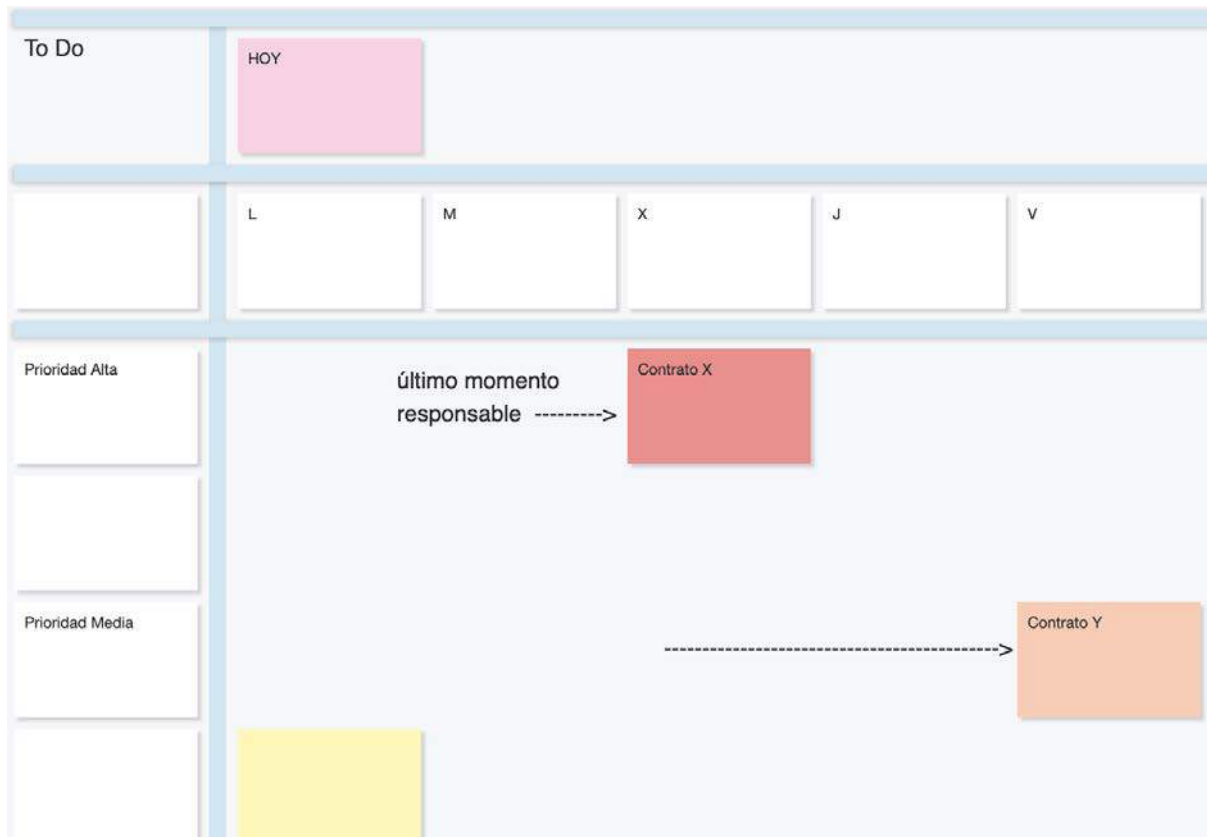 To Do
HOY
L
M
X
J
V
Prioridad Alta
último momento
responsable --------->
Contrato X
Prioridad Media
---------------------------------------->
Contrato Y